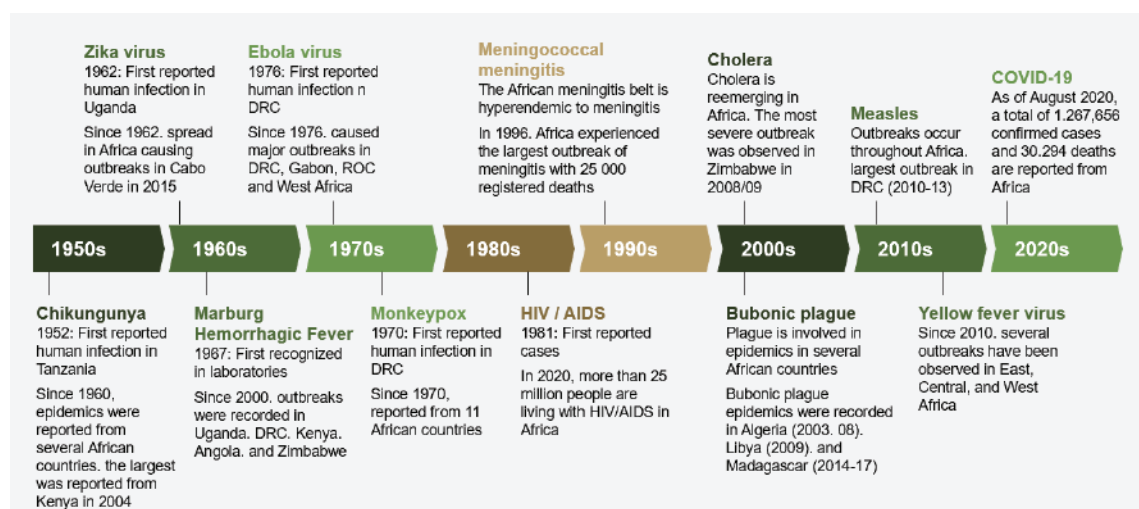 Zika virus
1962: First reported
human infection in
Uganda
Since 1962. spread
in Africa causing
outbreaks in Cabo
Verde in 2015
Ebola virus
1976: First reported
human infection n
DRC
Since 1976. caused
major outbreaks in
DRC, Gabon, ROC
and West Africa
Meningococcal
meningitis
The African meningitis belt is
hyperendemic to meningitis
In 1996. Africa experienced
the largest outbreak of
meningitis with 25 000
registered deaths
Cholera
Cholera is
reemerging in
Africa. The most
severe outbreak
was observed in
Zimbabwe in
2008/09
Measles
Outbreaks occur
throughout Africa.
largest outbreak in
DRC (2010-13)
COVID-19
As of August 2020,
a total of 1.267,656
confirmed cases
and 30.294 deaths
are reported from
Africa
1950s
1960s
1970s
1980s
1990s
2000s
2010s
2020s
Chikungunya
1952: First reported
human infection in
Tanzania
Since 1960,
epidemics were
reported from
several African
countries. the largest
was reported from
Kenya in 2004
Marburg
Hemorrhagic Fever
1967: First recognized
in laboratories
Since 2000. outbreaks
were recorded in
Uganda. DRC. Kenya.
Angola. and Zimbabwe
Monkeypox
1970: First reported
human infection in
DRC
Since 1970,
reported from 11
African countries
HIV / AIDS
1981: First reported
cases
In 2020, more than 25
million people are
living with HIV/AIDS in
Africa
Bubonic plague
Plague is involved in
epidemics in several
African countries
Bubonic plague
epidemics were recorded
in Algeria (2003. 08).
Libya (2009). and
Madagascar (2014-17)
Yellow fever virus
Since 2010. several
outbreaks have been
observed in East,
Central, and West
Africa